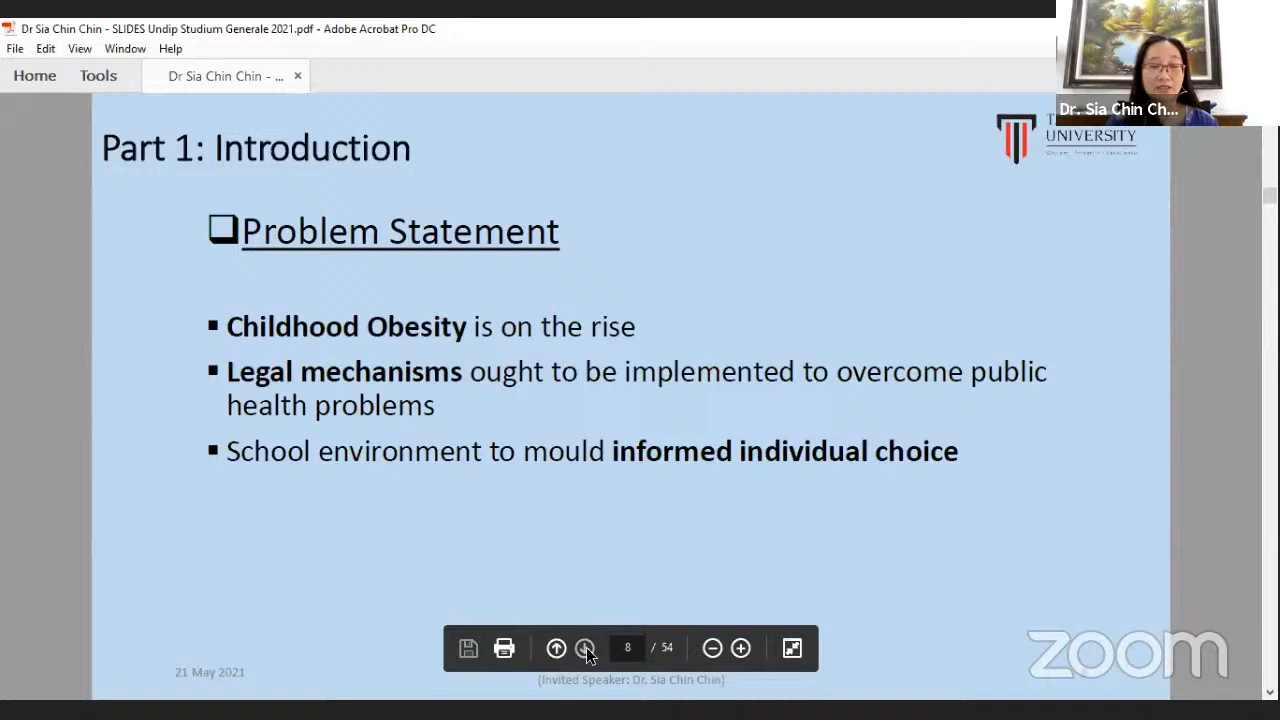 Dr Sia Chin Chin - SLIDES Undip Studium Generale 2021.pdf - Adobe Acrobat Pro DC
File Edit View Window Help
Home Tools Dr Sia Chin Chin - ... ×
Dr. Sia Chin Ch...
Part 1: Introduction
UNIVERSITY
Problem Statement
Childhood Obesity is on the rise
Legal mechanisms ought to be implemented to overcome public
health problems
School environment to mould informed individual choice
8 / 54
zoom
21 May 2021
(Invited Speaker: Dr. Sia Chin Chin)